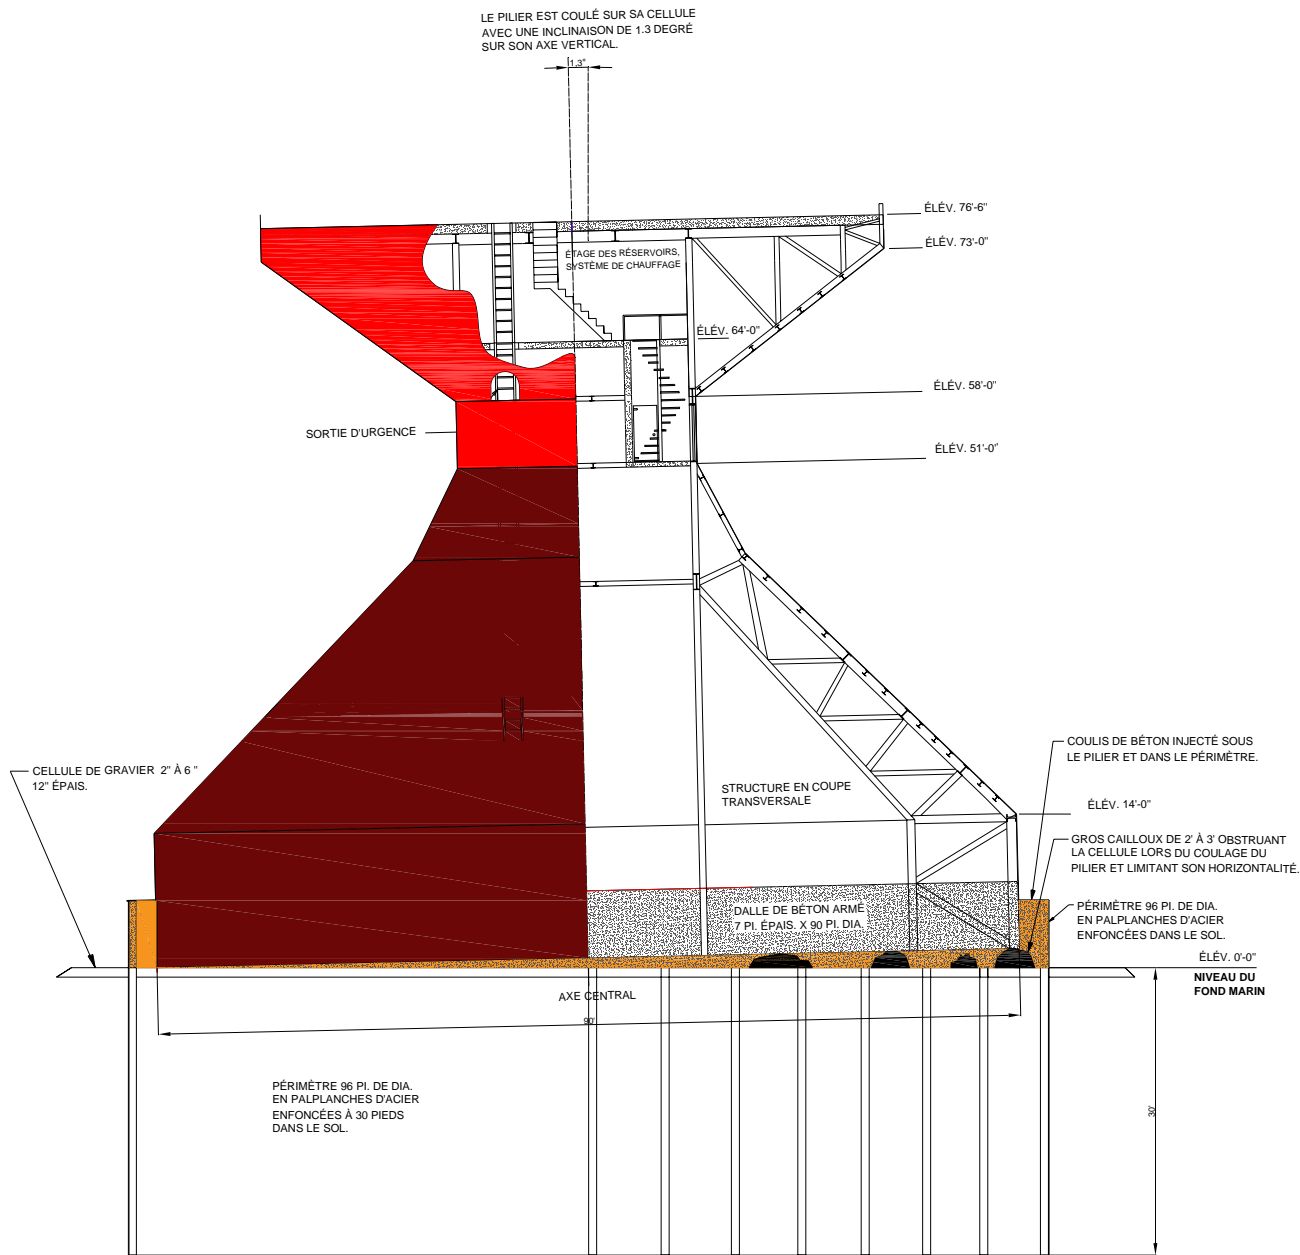 LE PILIER EST COULÉ SUR SA CELLULE
AVEC UNE INCLINAISON DE 1.3 DEGRÉ
SUR SON AXE VERTICAL.
1,3°
ÉLÉV. 76'-6"
ÉLÉV. 73'-0"
ÉTAGE DES RÉSERVOIRS,
SYSTÈME DE CHAUFFAGE
ÉLÉV. 64'-0"
ÉLÉV. 58'-0"
SORTIE D'URGENCE
ÉLÉV. 51'-0"
COULIS DE BÉTON INJECTÉ SOUS
LE PILIER ET DANS LE PÉRIMÈTRE.
CELLULE DE GRAVIER 2" À 6 "
12" ÉPAIS.
STRUCTURE EN COUPE
TRANSVERSALE
ÉLÉV. 14'-0"
GROS CAILLOUX DE 2' À 3' OBSTRUANT
LA CELLULE LORS DU COULAGE DU
PILIER ET LIMITANT SON HORIZONTALITÉ.
DALLE DE BÉTON ARMÉ
7 PI. ÉPAIS. X 90 PI. DIA.
PÉRIMÈTRE 96 PI. DE DIA.
EN PALPLANCHES D'ACIER
ENFONCÉES DANS LE SOL.
ÉLÉV. 0'-0"
NIVEAU DU
FOND MARIN
AXE CENTRAL
90'
PÉRIMÈTRE 96 PI. DE DIA.
EN PALPLANCHES D'ACIER
ENFONCÉES À 30 PIEDS
DANS LE SOL.
30'